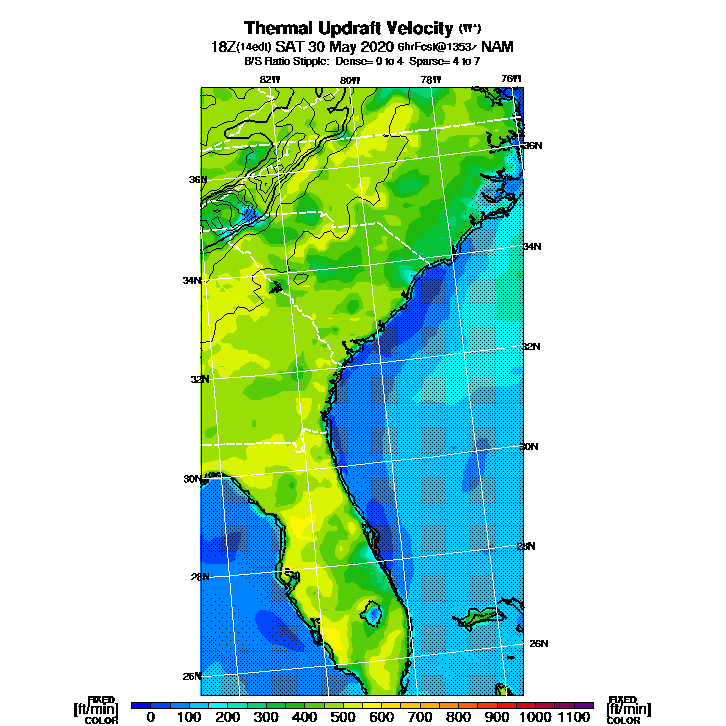 Thermal Updraft Velocity (W*)
18Z(14edt) SAT 30 May 2020 6hrFcst@1353z NAM
B/S Ratio Stipple: Dense= 0 to 4 Sparse= 4 to 7
82W 80W 78W 76W
36N
36N
34N
34N
32N
32N
30N
30N
28N
28N
26N
26N
FIXED FIXED
[ft/min] [ft/min]
COLOR COLOR
0 100 200 300 400 500 600 700 800 900 1000 1100